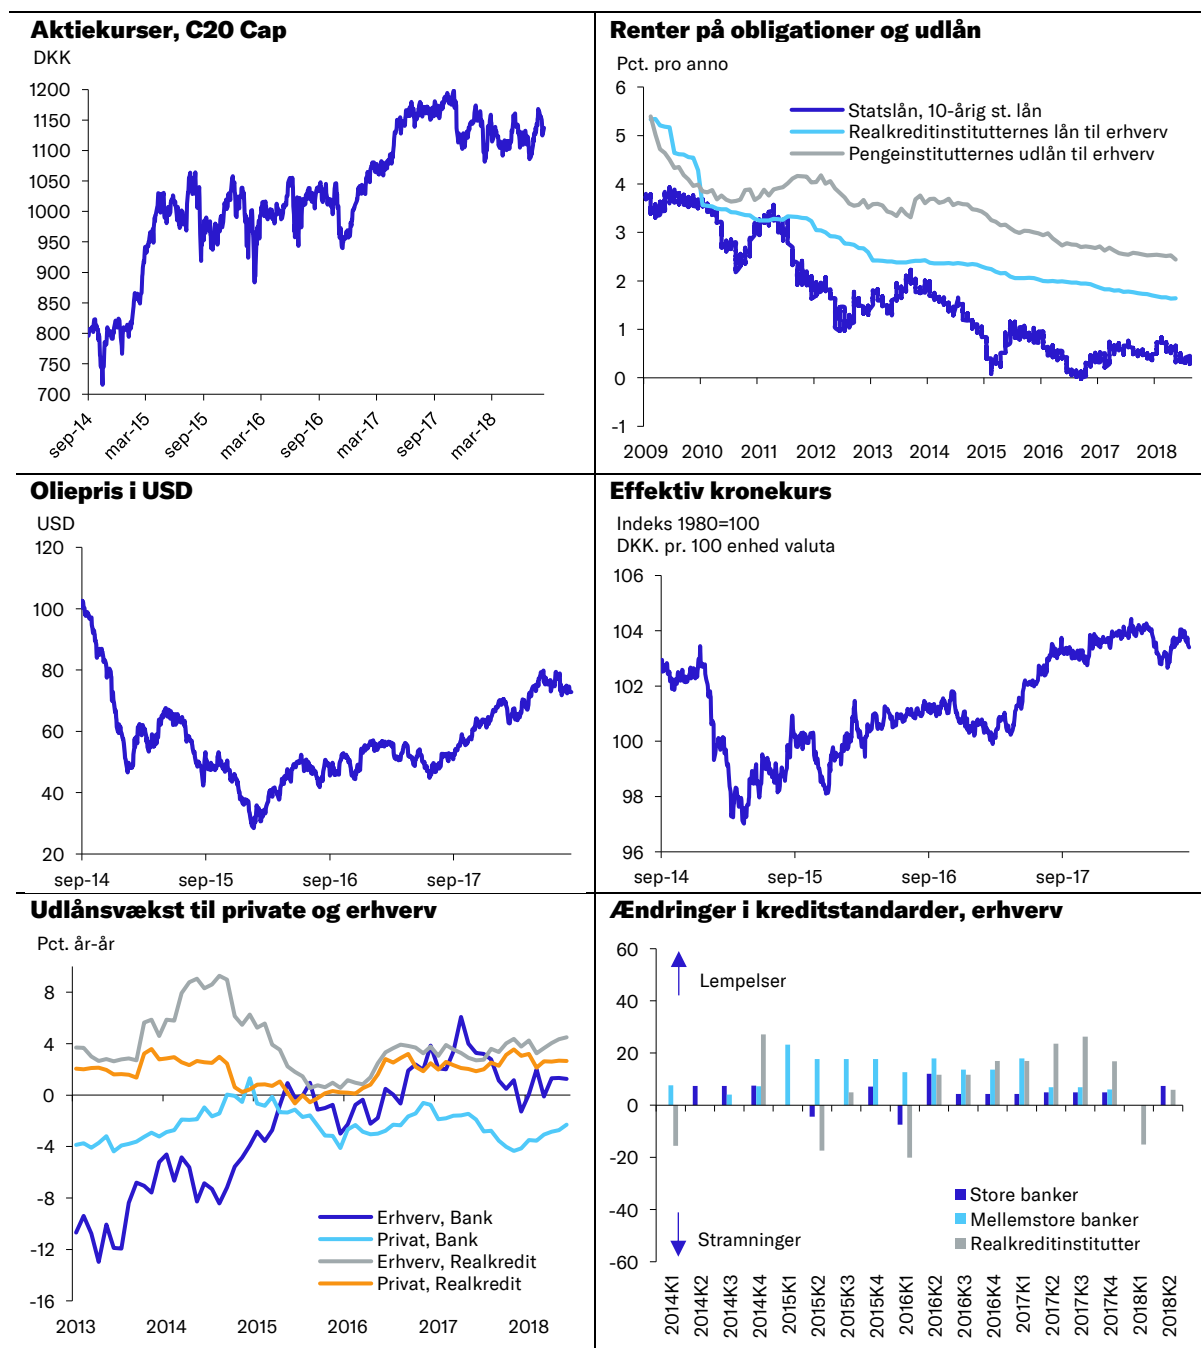 Aktiekurser, C20 Cap
DKK
1200
1150
1100
1050
1000
950
900
850
800
750
700
sep-14
mar-15
sep-15
mar-16
sep-16
mar-17
sep-17
mar-18
Renter på obligationer og udlån
Pct. pro anno
6
5
4
3
2
1
0
-1
Statslån, 10-årig st. lån
Realkreditinstitutternes lån til erhverv
Pengeinstitutternes udlån til erhverv
2009 2010 2011 2012 2013 2014 2015 2016 2017 2018
Oliepris i USD
USD
120
100
80
60
40
20
sep-14 sep-15 sep-16 sep-17
Effektiv kronekurs
Indeks 1980=100
DKK. pr. 100 enhed valuta
106
104
102
100
98
96
sep-14 sep-15 sep-16 sep-17
Udlånsvækst til private og erhverv
Pct. år-år
8
4
0
-4
-8
-12
-16
Erhverv, Bank
Privat, Bank
Erhverv, Realkredit
Privat, Realkredit
2013 2014 2015 2016 2017 2018
Ændringer i kreditstandarder, erhverv
60
40
20
0
-20
-40
-60
Lempelser
Stramninger
Store banker
Mellemstore banker
Realkreditinstitutter
2014K1
2014K2
2014K3
2014K4
2015K1
2015K2
2015K3
2015K4
2016K1
2016K2
2016K3
2016K4
2017K1
2017K2
2017K3
2017K4
2018K1
2018K2